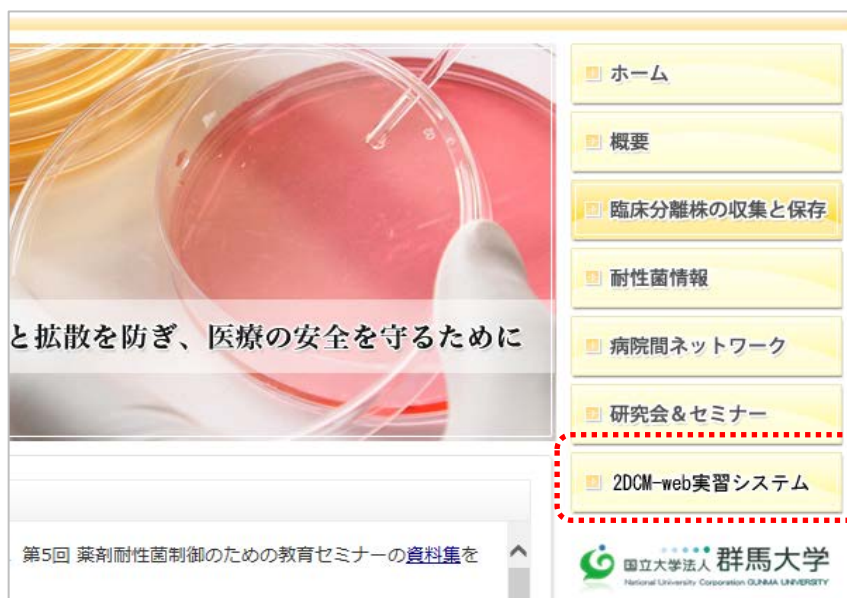 ホーム
概要
臨床分離株の収集と保存
耐性菌情報
と拡散を防ぎ、医療の安全を守るために
病院間ネットワーク
研究会&セミナー
2DCM-web実習システム
第5回 薬剤耐性菌制御のための教育セミナーの資料集を
国立大学法人 群馬大学
National University Corporation GUNMA UNIVERSITY